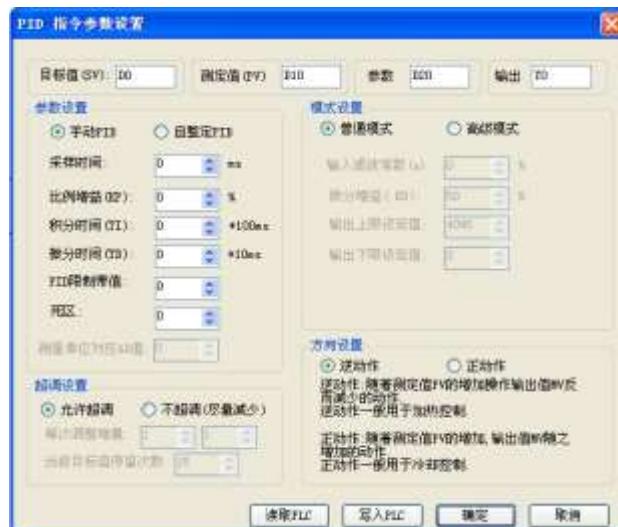 PID 指令参数设置
目标值(SV): D0 测定值(PV) D10 参数 D20 输出 Y0
参数设置
手动PID 自整定PID
采样时间: 0 ms
比例增益(KP): 0 %
积分时间(TI): 0 *100ms
微分时间(TD): 0 *10ms
PID限制带值: 0
死区: 0
超调设置
允许超调 不超调(尽量减少)
模式设置
普通模式 高级模式
输入滤波常数(a) 0 %
微分增益(KD) 50 %
输出上限设定值: 4095
输出下限设定值: 0
方向设置
逆动作 正动作
逆动作:随着测定值PV的增加操作输出值MV反
而减少的动作.
逆动作一般用于加热控制.
正动作:随着测定值PV的增加,输出值MV随之
增加的动作
正动作一般用于冷却控制.
读取PLC 写入PLC 确定 取消